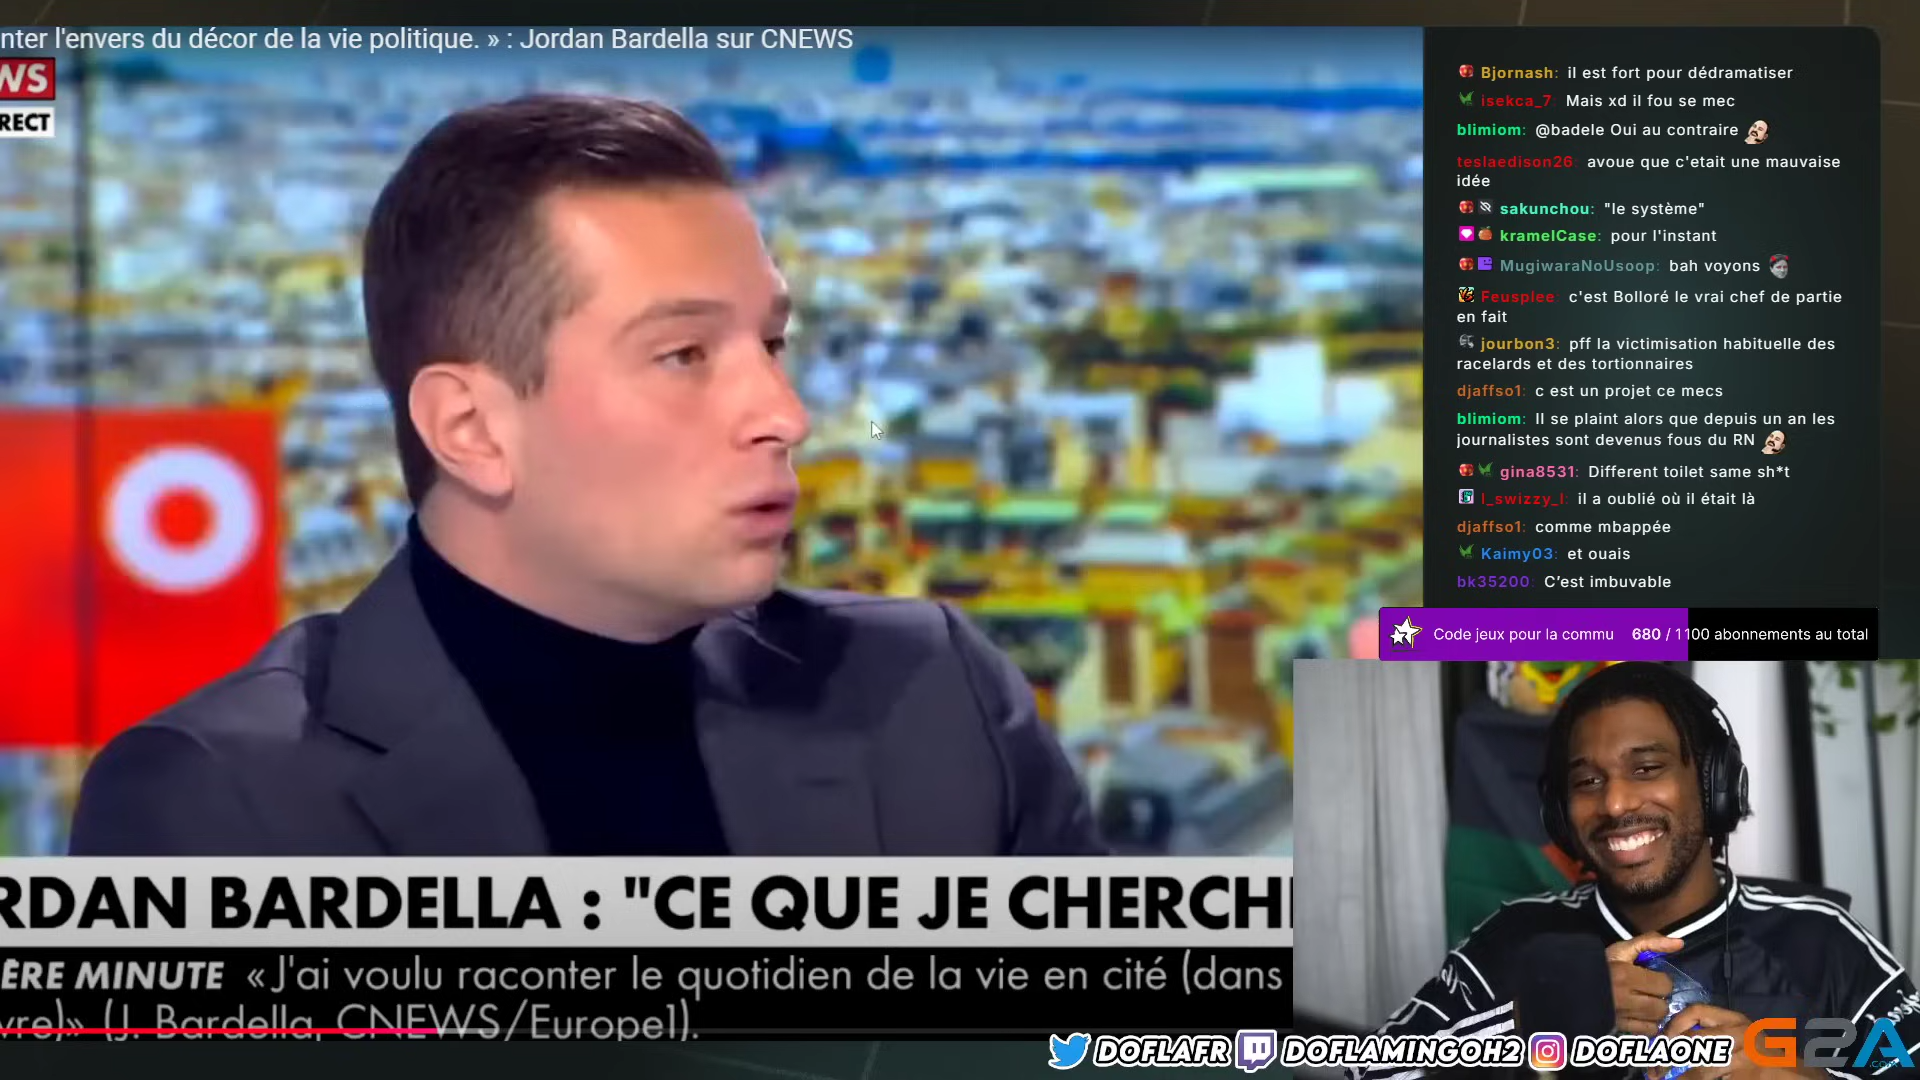 nter l'envers du décor de la vie politique. » : Jordan Bardella sur CNEWS
WS
RECT
Bjornash: il est fort pour dédramatiser
isekca_7: Mais xd il fou se mec
blimiom: @badele Oui au contraire
teslaedison26: avoue que c'etait une mauvaise
idée
sakunchou: "le système"
kramelCase: pour l'instant
MugiwaraNoUsoop: bah voyons
Feusplee: c'est Bolloré le vrai chef de partie
en fait
jourbon3: pff la victimisation habituelle des
racelards et des tortionnaires
djaffso1: c est un projet ce mecs
blimiom: Il se plaint alors que depuis un an les
journalistes sont devenus fous du RN
gina8531: Different toilet same sh*t
l_swizzy_l: il a oublié où il était là
djaffso1: comme mbappée
Kaimy03: et ouais
bk35200: C'est imbuvable
Code jeux pour la commu 680 / 1100 abonnements au total
RDAN BARDELLA : "CE QUE JE CHERCH
ÈRE MINUTE « J'ai voulu raconter le quotidien de la vie en cité (dans
vre)» (J. Bardella, CNEWS/Europe1).
DOFLAFR DOFLAMINGOH2 DOFLAONE
G2A
.COM